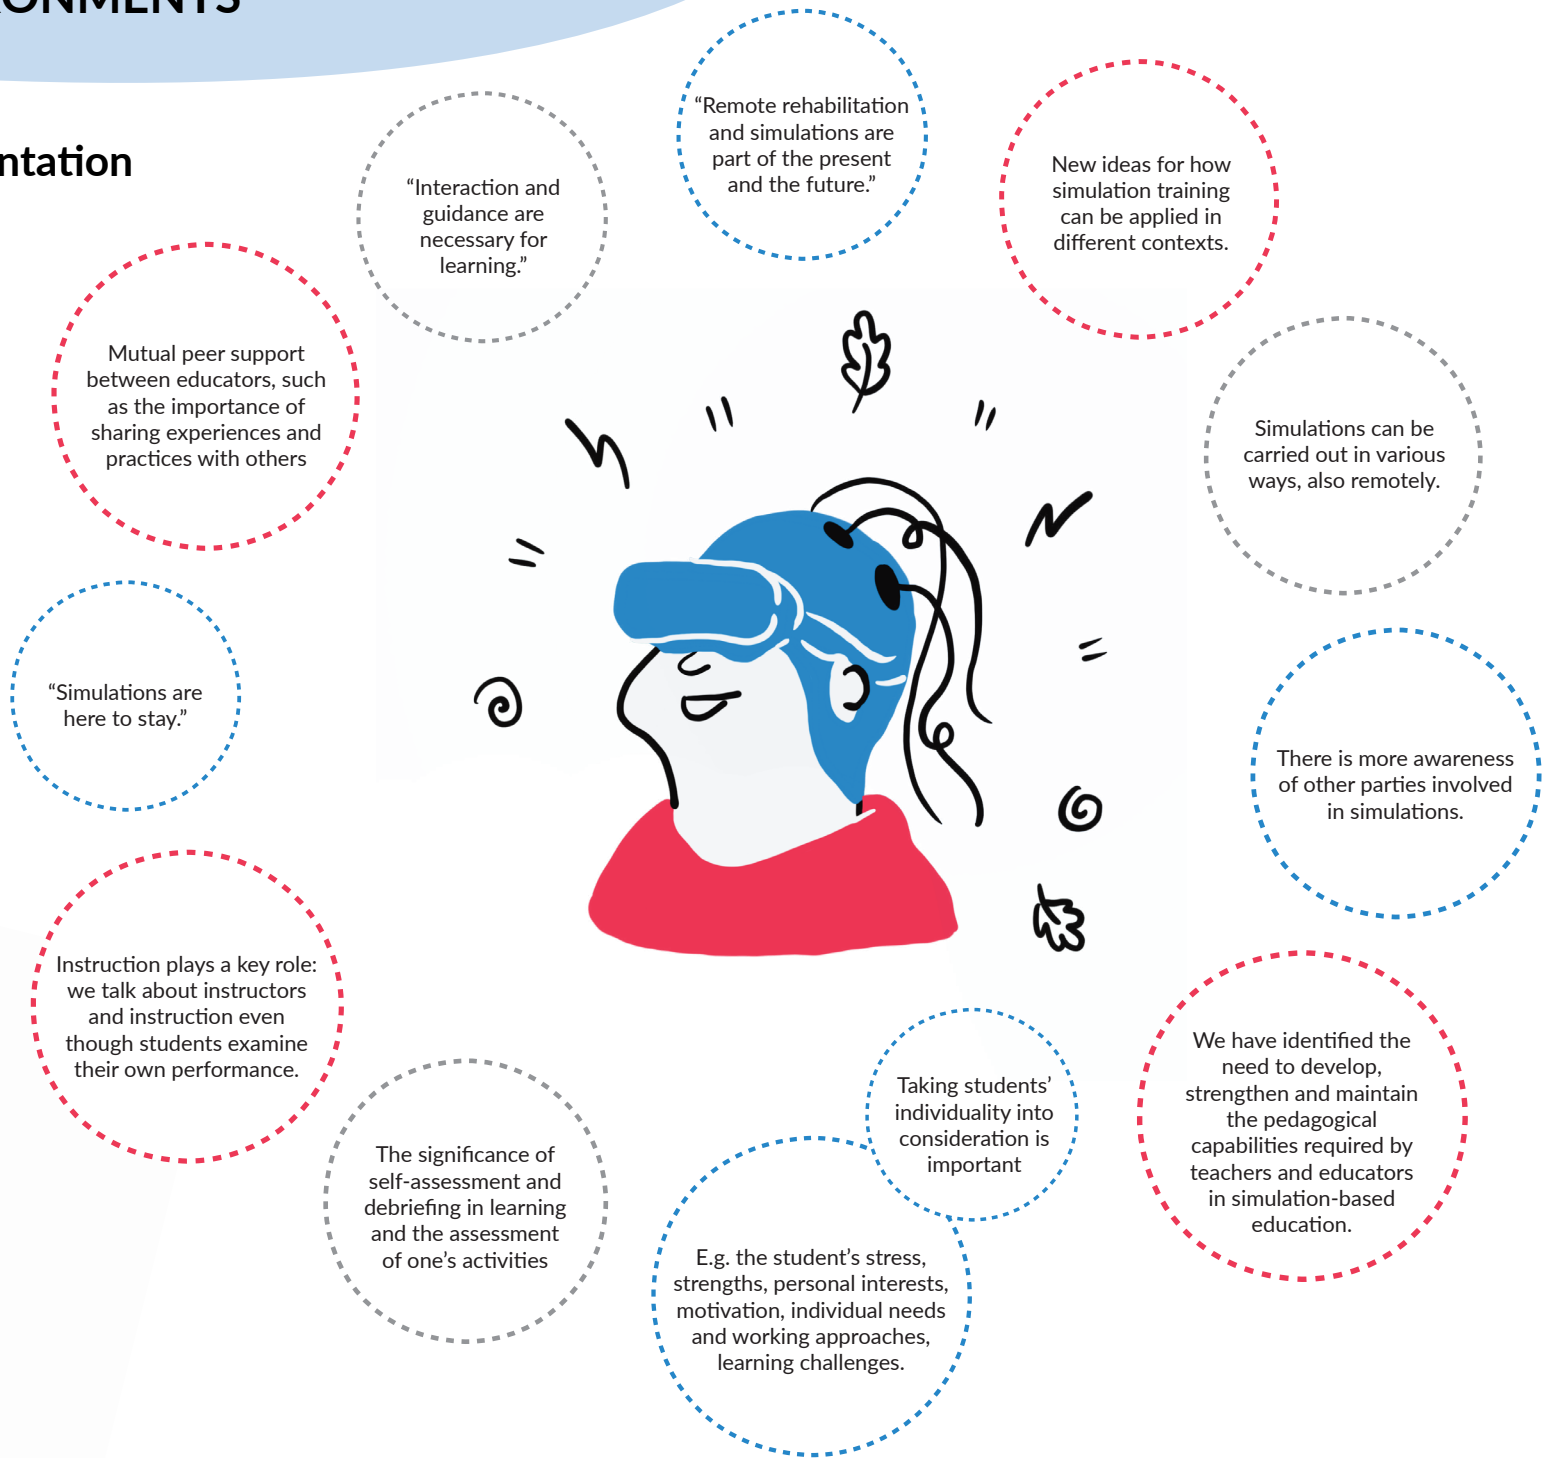 ONMENTS
ntation
“Remote rehabilitation
and simulations are
part of the present
and the future.”
“Interaction and
guidance are
necessary for
learning.”
New ideas for how
simulation training
can be applied in
different contexts.
Mutual peer support
between educators, such
as the importance of
sharing experiences and
practices with others
Simulations can be
carried out in various
ways, also remotely.
“Simulations are
here to stay.”
There is more awareness
of other parties involved
in simulations.
Instruction plays a key role:
we talk about instructors
and instruction even
though students examine
their own performance.
We have identified the
need to develop,
strengthen and maintain
the pedagogical
capabilities required by
teachers and educators
in simulation-based
education.
Taking students’
individuality into
consideration is
important
The significance of
self-assessment and
debriefing in learning
and the assessment
of one’s activities
E.g. the student’s stress,
strengths, personal interests,
motivation, individual needs
and working approaches,
learning challenges.